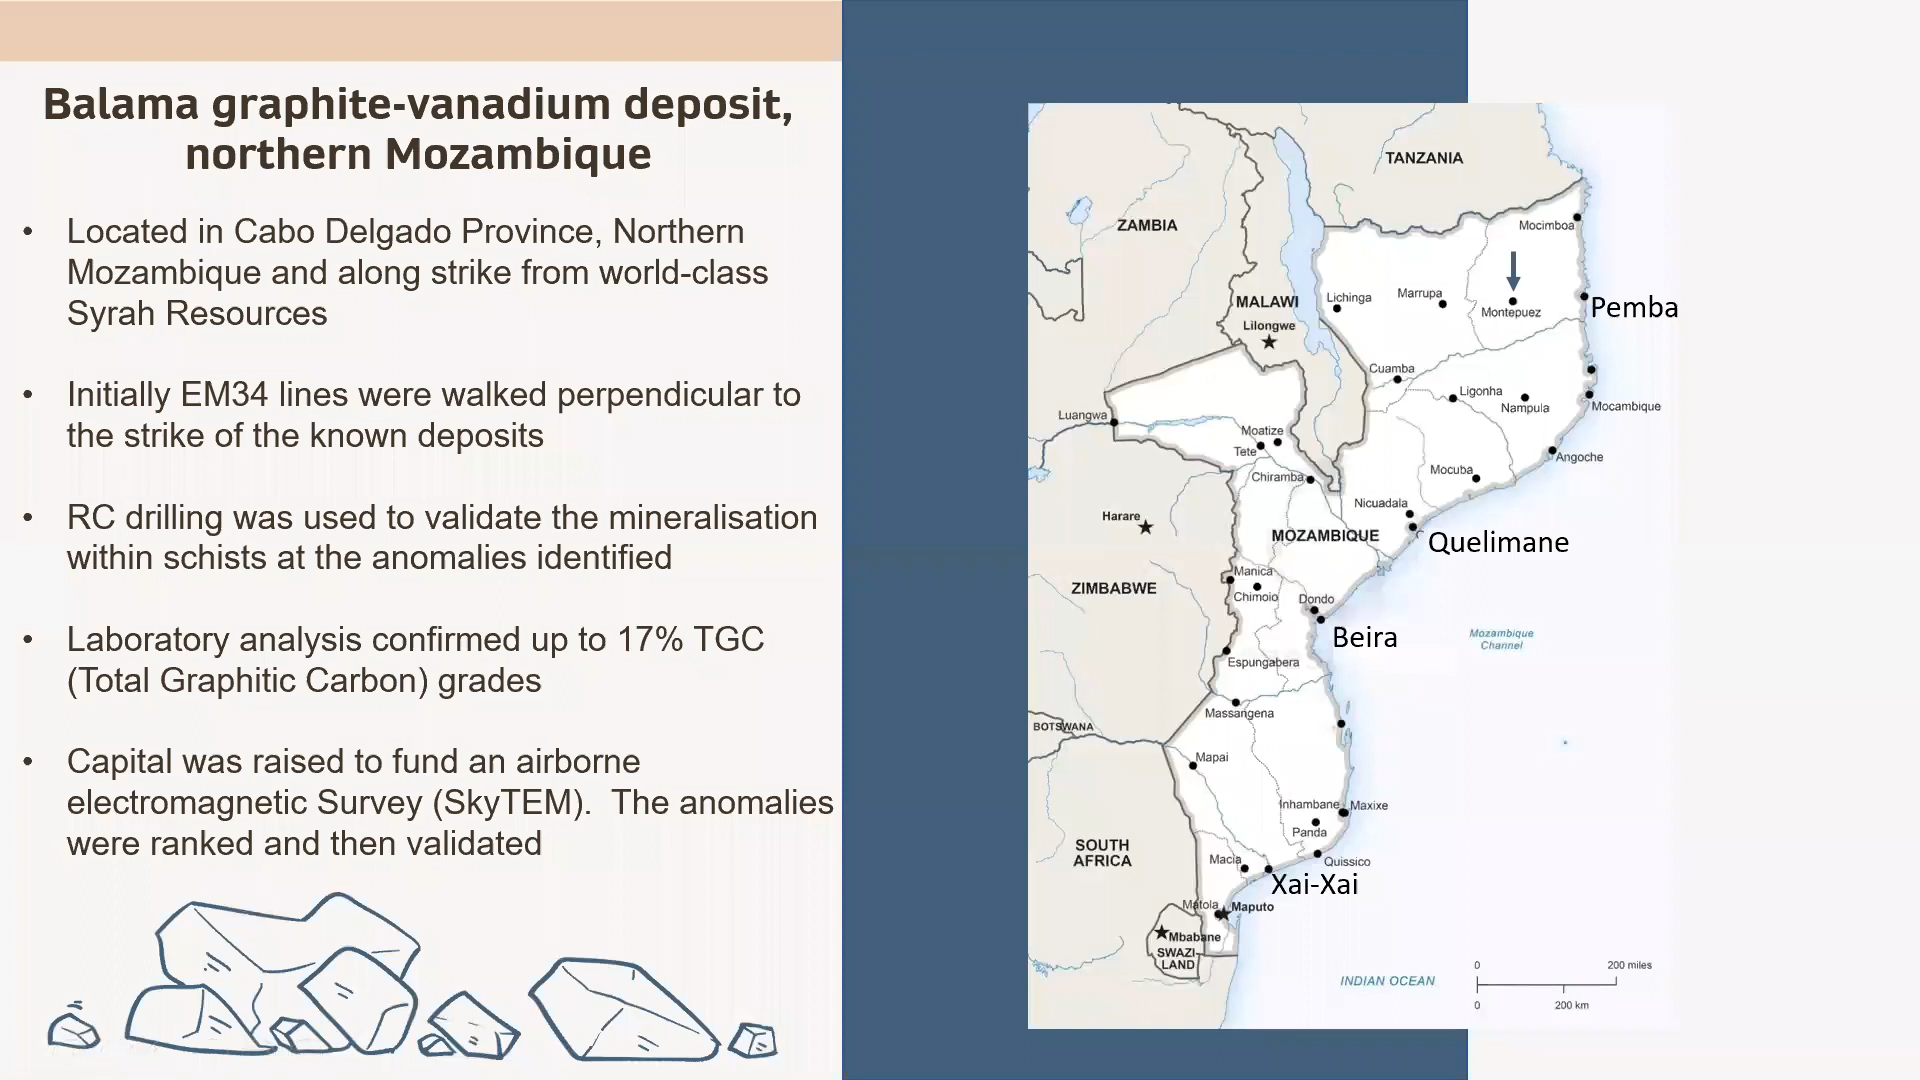 Balama graphite-vanadium deposit,
northern Mozambique
• Located in Cabo Delgado Province, Northern
Mozambique and along strike from world-class
Syrah Resources
• Initially EM34 lines were walked perpendicular to
the strike of the known deposits
• RC drilling was used to validate the mineralisation
within schists at the anomalies identified
• Laboratory analysis confirmed up to 17% TGC
(Total Graphitic Carbon) grades
• Capital was raised to fund an airborne
electromagnetic Survey (SkyTEM).  The anomalies
were ranked and then validated
TANZANIA
ZAMBIA
Mocimboa
MALAWI
Lilongwe
Lichinga
Marrupa
Montepuez
Pemba
Cuamba
Ligonha
Nampula
Mocambique
Luangwa
Moatize
Tete
Chiramba
Mocuba
Angoche
Nicuadala
Harare
MOZAMBIQUE
Quelimane
Manica
Chimoio
ZIMBABWE
Dondo
Beira
Mozambique
Channel
Espungabera
Massangena
BOTSWANA
Mapai
Inhambane
Maxixe
Panda
SOUTH
AFRICA
Macia
Quissico
Xai-Xai
Matola
Maputo
Mbabane
SWAZI
LAND
INDIAN OCEAN
0
200 miles
0
200 km